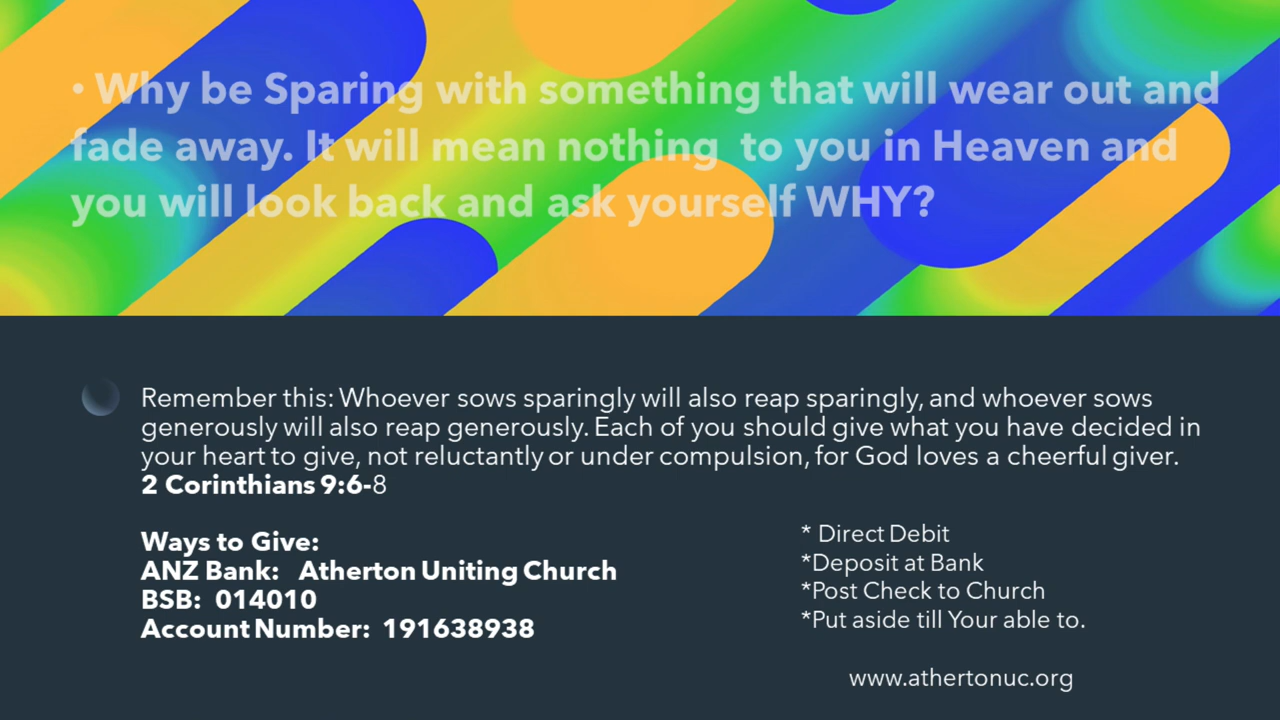 • Why be Sparing with something that will wear out and
fade away. It will mean nothing to you in Heaven and
you will look back and ask yourself WHY?
Remember this: Whoever sows sparingly will also reap sparingly, and whoever sows
generously will also reap generously. Each of you should give what you have decided in
your heart to give, not reluctantly or under compulsion, for God loves a cheerful giver.
2 Corinthians 9:6-8
Ways to Give:
ANZ Bank: Atherton Uniting Church
BSB: 014010
Account Number: 191638938
* Direct Debit
*Deposit at Bank
*Post Check to Church
*Put aside till Your able to.
www.athertonuc.org